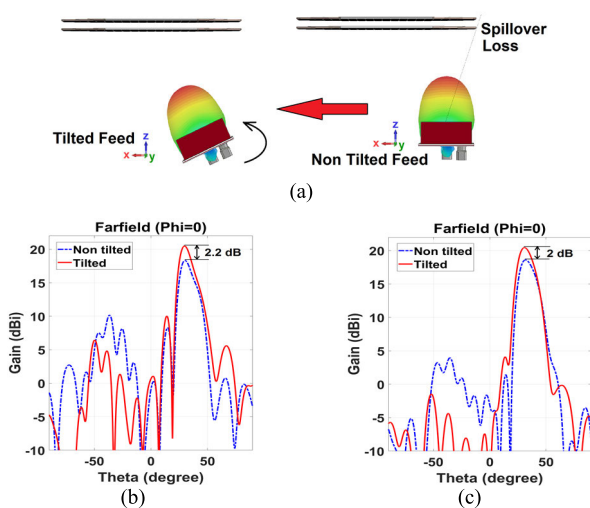 Spillover
Loss
Tilted Feed
z
x
y
z
x
y
Non Tilted Feed
(a)
Farfield (Phi=0)
Non tilted
Tilted
2.2 dB
Gain (dBi)
20
15
10
5
0
-5
-10
-50
0
50
Theta (degree)
(b)
Farfield (Phi=0)
Non tilted
Tilted
2 dB
Gain (dBi)
20
15
10
5
0
-5
-10
-50
0
50
Theta (degree)
(c)